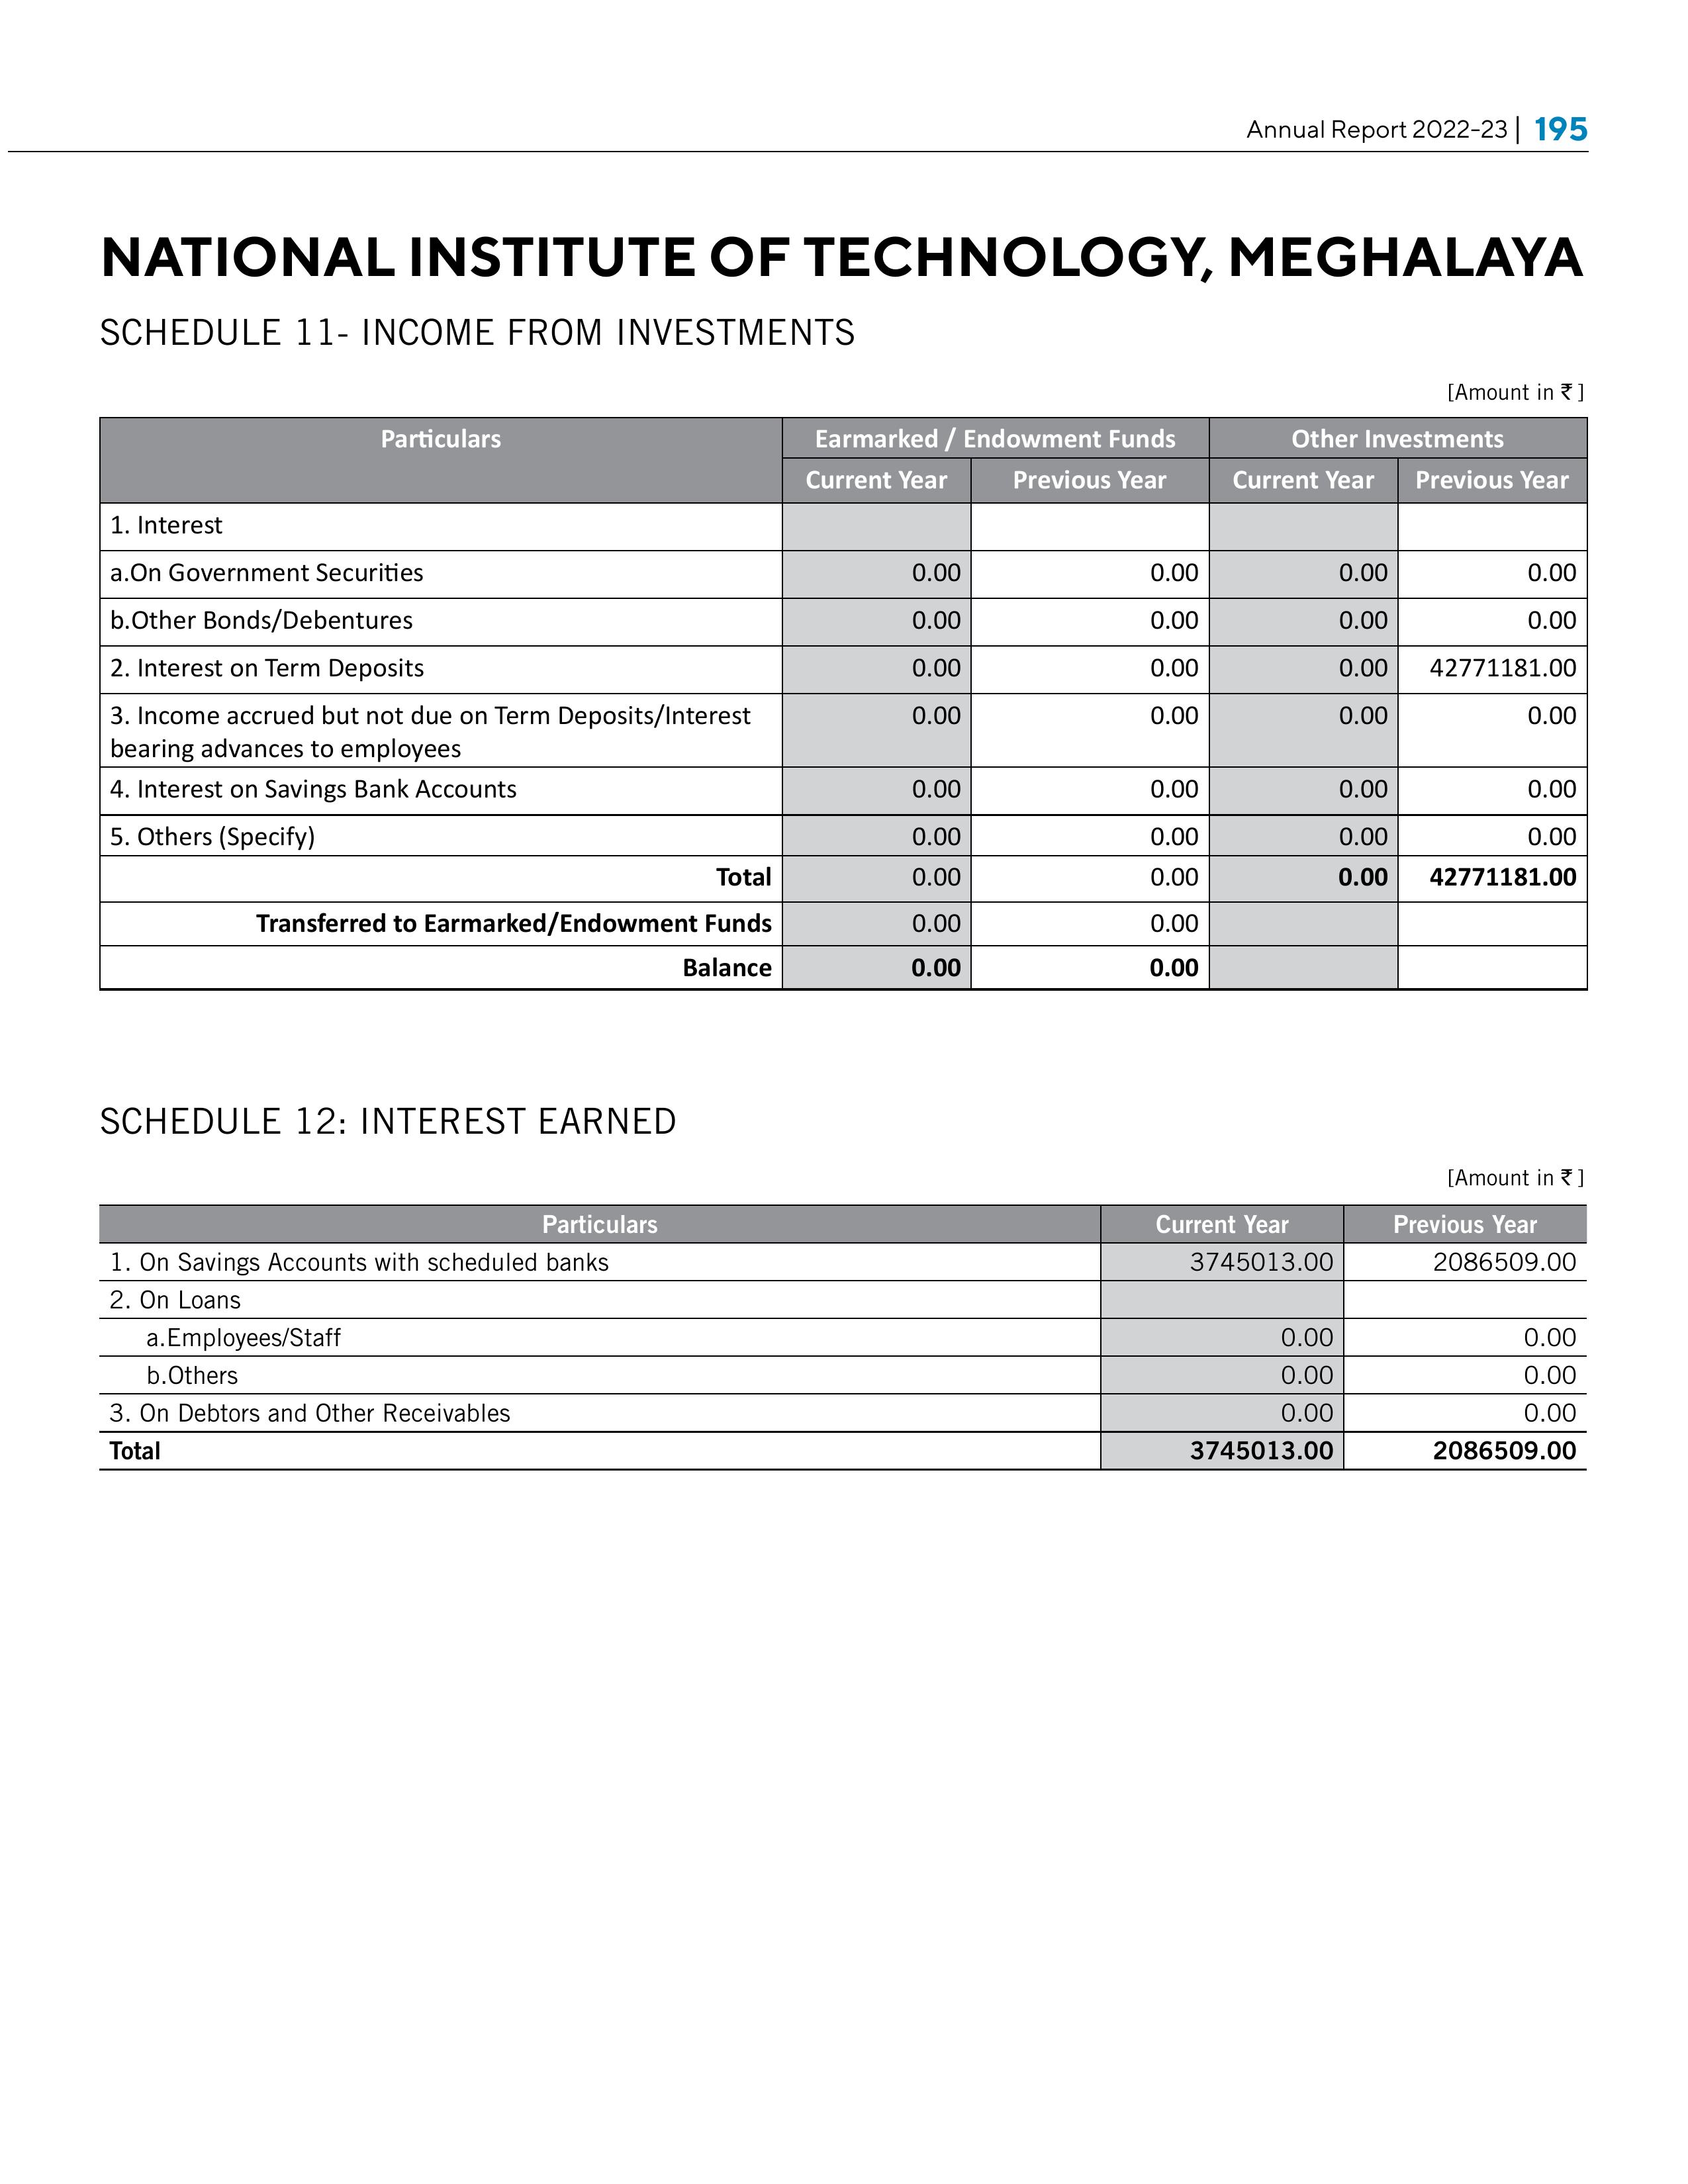 Annual Report 2022-23 | 195
NATIONAL INSTITUTE OF TECHNOLOGY, MEGHALAYA
SCHEDULE 11- INCOME FROM INVESTMENTS
[Amount in ₹ ]
Particulars Earmarked / Endowment Funds Other Investments
Current Year Previous Year Current Year Previous Year
1. Interest
a.On Government Securities 0.00 0.00 0.00 0.00
b.Other Bonds/Debentures 0.00 0.00 0.00 0.00
2. Interest on Term Deposits 0.00 0.00 0.00 42771181.00
3. Income accrued but not due on Term Deposits/Interest 0.00 0.00 0.00 0.00
bearing advances to employees
4. Interest on Savings Bank Accounts 0.00 0.00 0.00 0.00
5. Others (Specify) 0.00 0.00 0.00 0.00
Total 0.00 0.00 0.00 42771181.00
Transferred to Earmarked/Endowment Funds 0.00 0.00
Balance 0.00 0.00
SCHEDULE 12: INTEREST EARNED
[Amount in ₹ ]
Particulars Current Year Previous Year
1. On Savings Accounts with scheduled banks 3745013.00 2086509.00
2. On Loans
a.Employees/Staff 0.00 0.00
b.Others 0.00 0.00
3. On Debtors and Other Receivables 0.00 0.00
Total 3745013.00 2086509.00